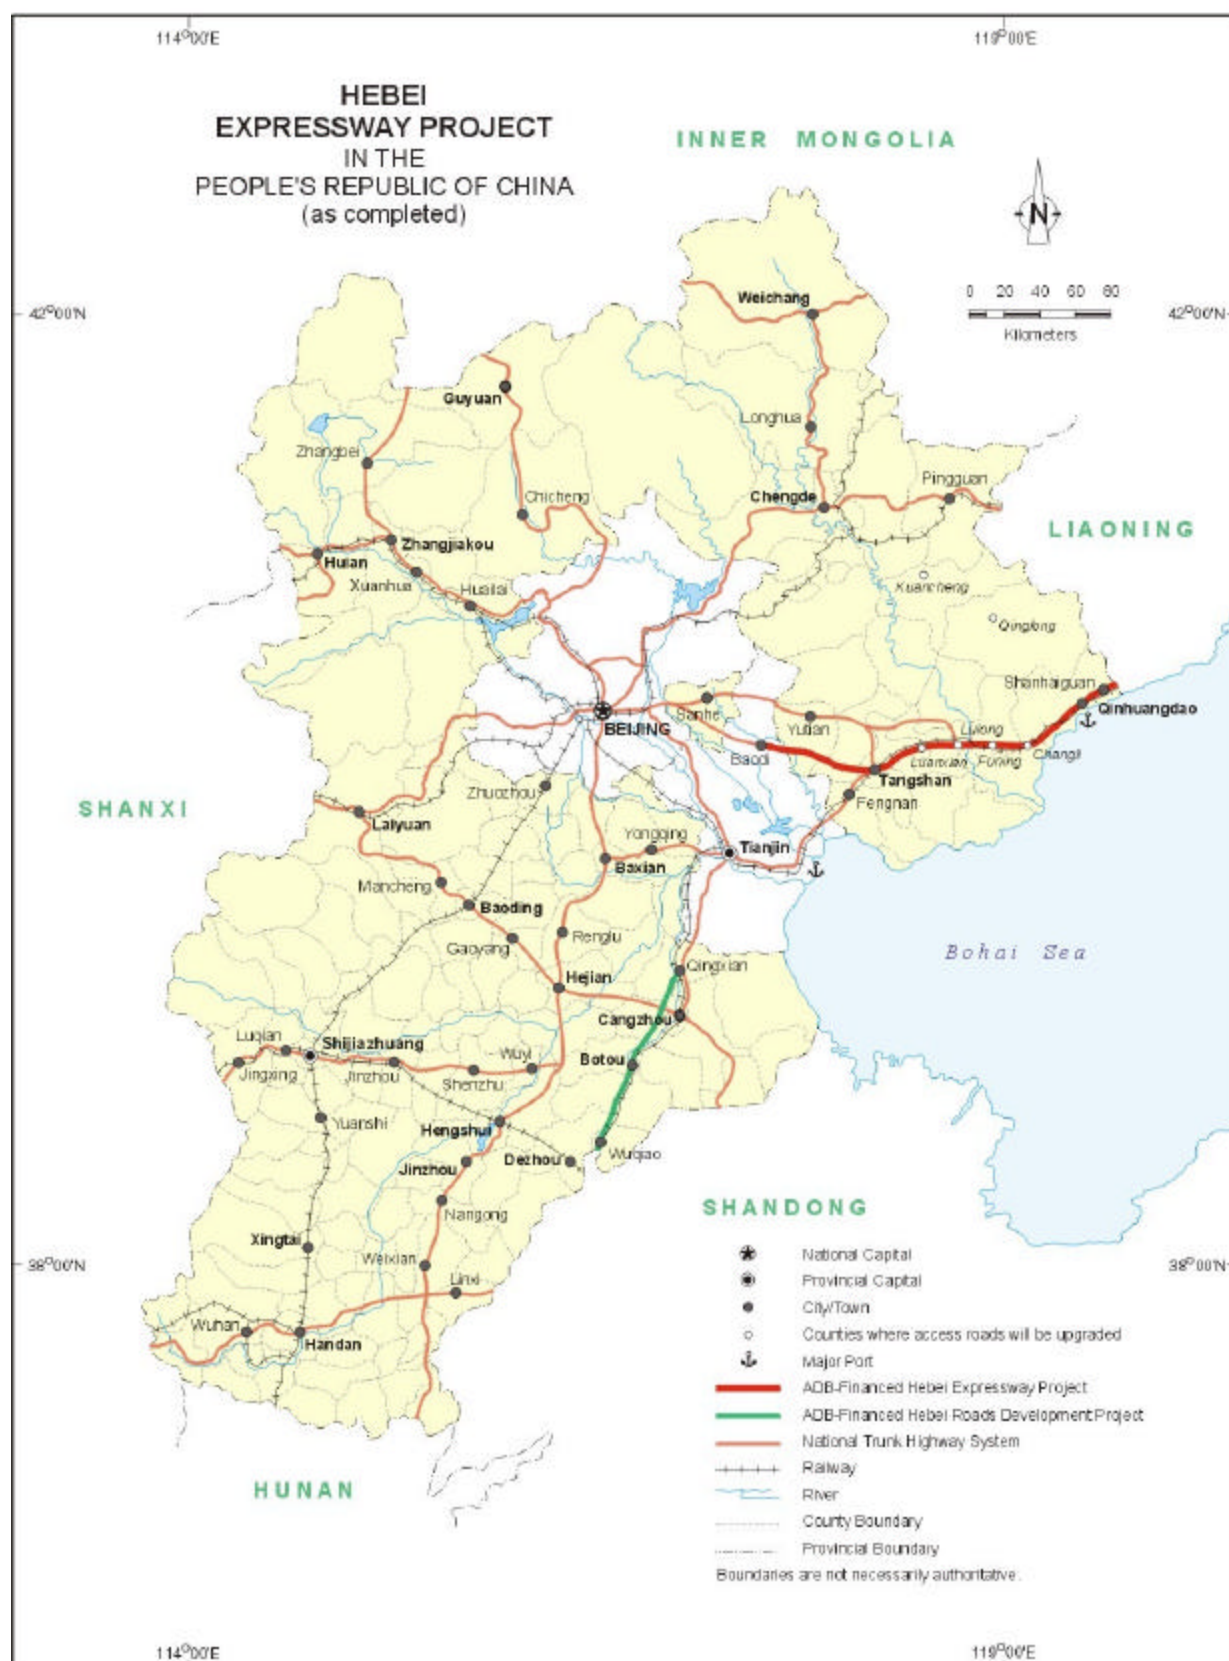 114°00'E
119°00'E
HEBEI
EXPRESSWAY PROJECT
IN THE
PEOPLE'S REPUBLIC OF CHINA
(as completed)
INNER MONGOLIA
N
0 20 40 60 80
Kilometers
42°00'N
42°00'N
Weichang
Guyuan
Longhua
Zhangbei
Pingguan
Chicheng
Chengde
LIAONING
Zhangjiakou
Huian
Xuanhua
Huailai
Kuancheng
Qinglong
Shanhaiguan
Qinhuangdao
Sanhe
BEIJING
Yutian
Lulong
Baodi
Luanxian
Funing
Changli
Tangshan
Zhuozhou
Fengnan
SHANXI
Laiyuan
Yongqing
Tianjin
Baxian
Mancheng
Baoding
Renqiu
Gaoyang
Bohai Sea
Qingxian
Hejian
Cangzhou
Luqian
Shijiazhuang
Wuyi
Botou
Jingxing
Jinzhou
Shenzhu
Yuanshi
Hengshui
Wuqiao
Jinzhou
Dezhou
Nangong
SHANDONG
Xingtai
Weixian
Linxi
38°00'N
38°00'N
Wuhan
Handan
HUNAN
National Capital
Provincial Capital
City/Town
Counties where access roads will be upgraded
Major Port
ADB-Financed Hebei Expressway Project
ADB-Financed Hebei Roads Development Project
National Trunk Highway System
Railway
River
County Boundary
Provincial Boundary
Boundaries are not necessarily authoritative.
114°00'E
119°00'E